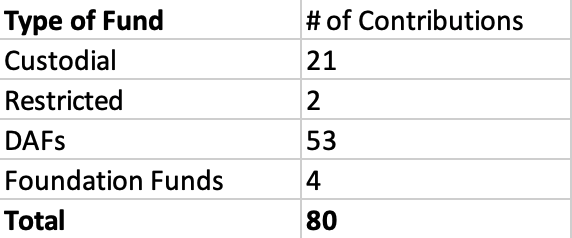 Type of Fund # of Contributions
Custodial 21
Restricted 2
DAFs 53
Foundation Funds 4
Total 80